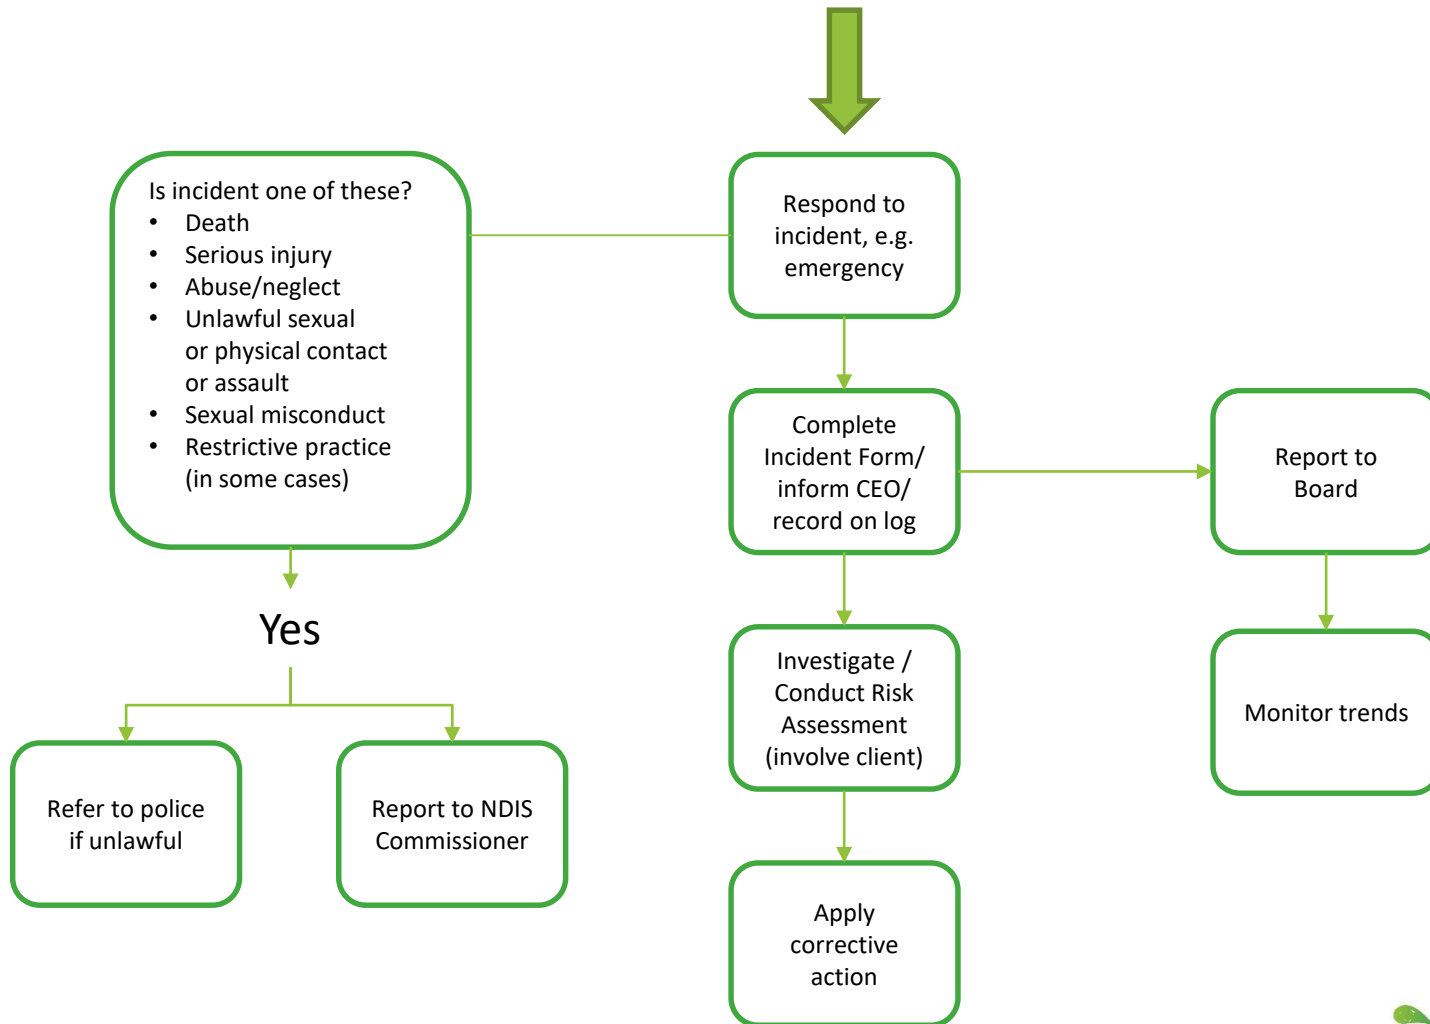 Is incident one of these?
• Death
• Serious injury
• Abuse/neglect
• Unlawful sexual
or physical contact
or assault
• Sexual misconduct
• Restrictive practice
(in some cases)
Yes
Refer to police
if unlawful
Report to NDIS
Commissioner
Respond to
incident, e.g.
emergency
Complete
Incident Form/
inform CEO/
record on log
Investigate /
Conduct Risk
Assessment
(involve client)
Apply
corrective
action
Report to
Board
Monitor trends